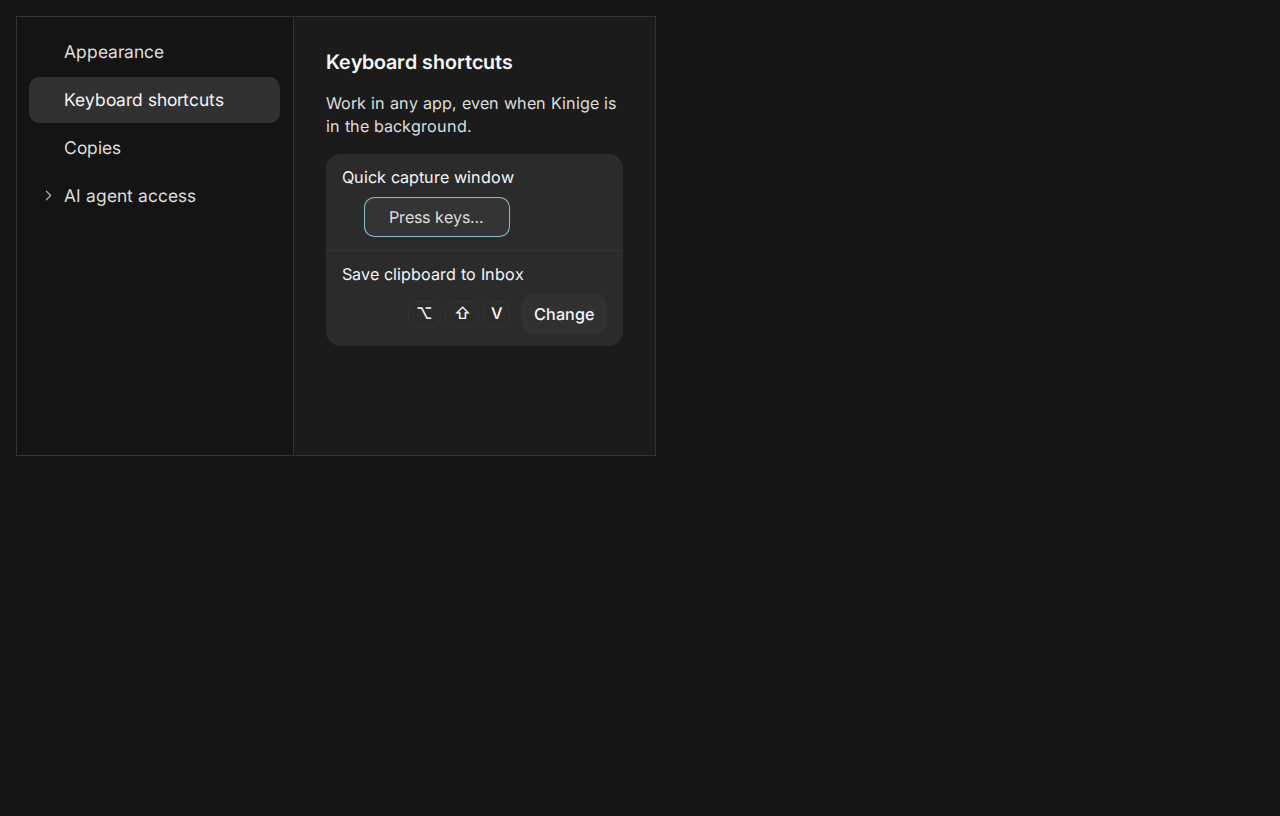 Appearance
Keyboard shortcuts
Copies
AI agent access
Keyboard shortcuts
Work in any app, even when Kinige is
in the background.
Quick capture window
Press keys...
Save clipboard to Inbox
⌥ ⇧ V Change